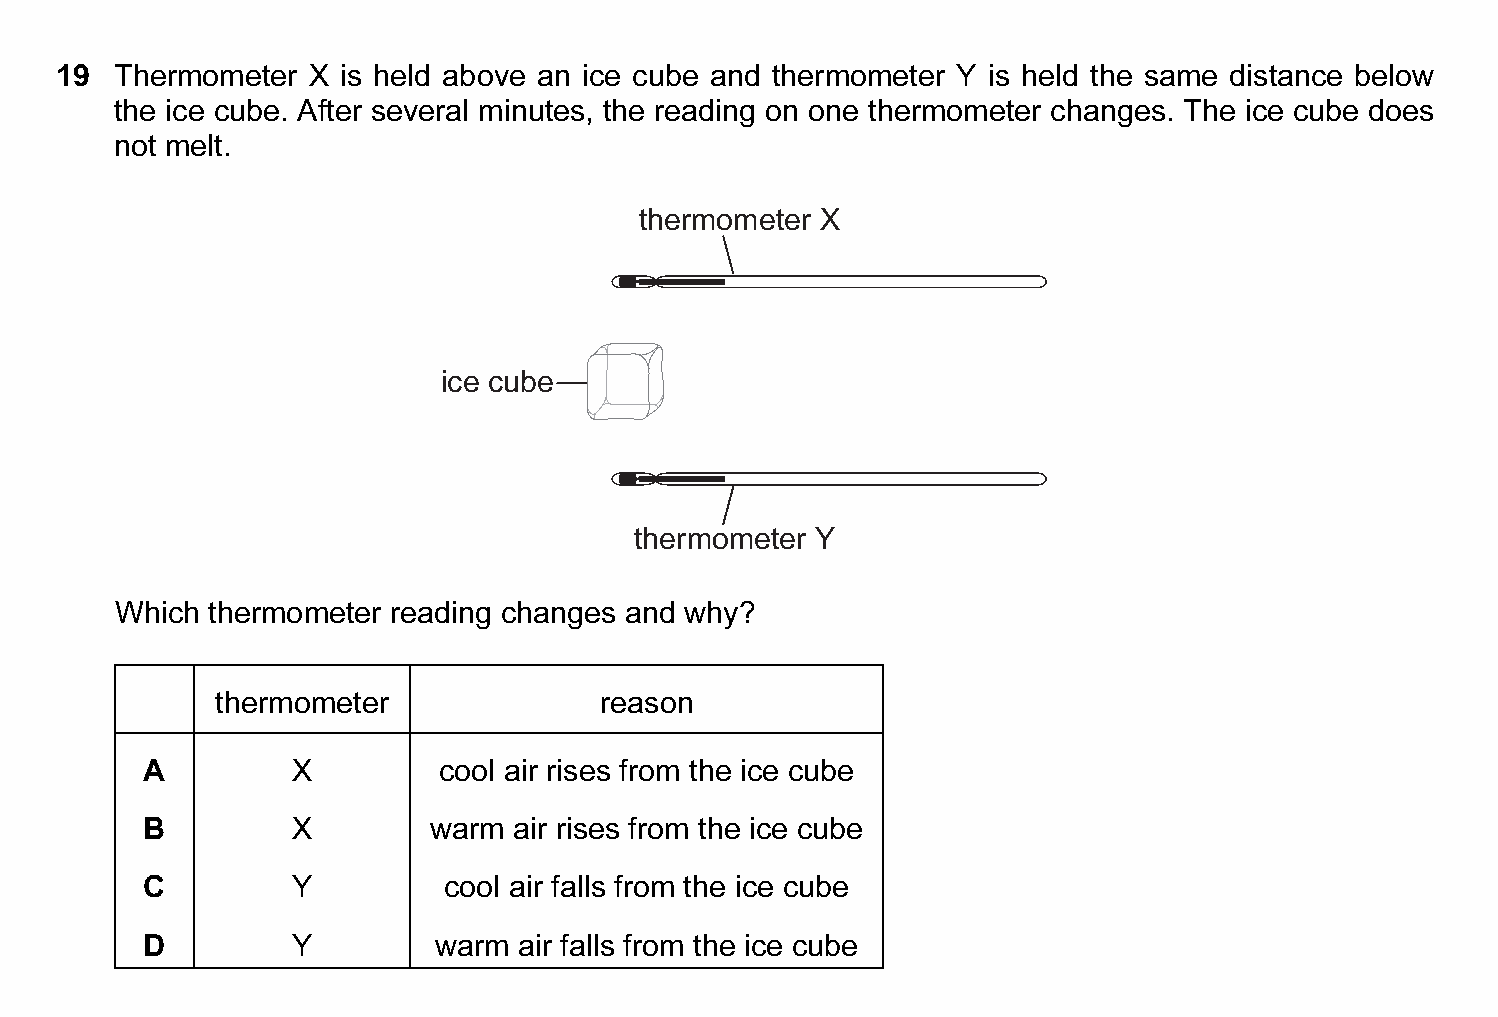 19 Thermometer X is held above an ice cube and thermometer Y is held the same distance below
the ice cube. After several minutes, the reading on one thermometer changes. The ice cube does
not melt.
thermometer X
ice cube
thermometer Y
Which thermometer reading changes and why?
thermometer reason
A X cool air rises from the ice cube
B X warm air rises from the ice cube
C Y cool air falls from the ice cube
D Y warm air falls from the ice cube